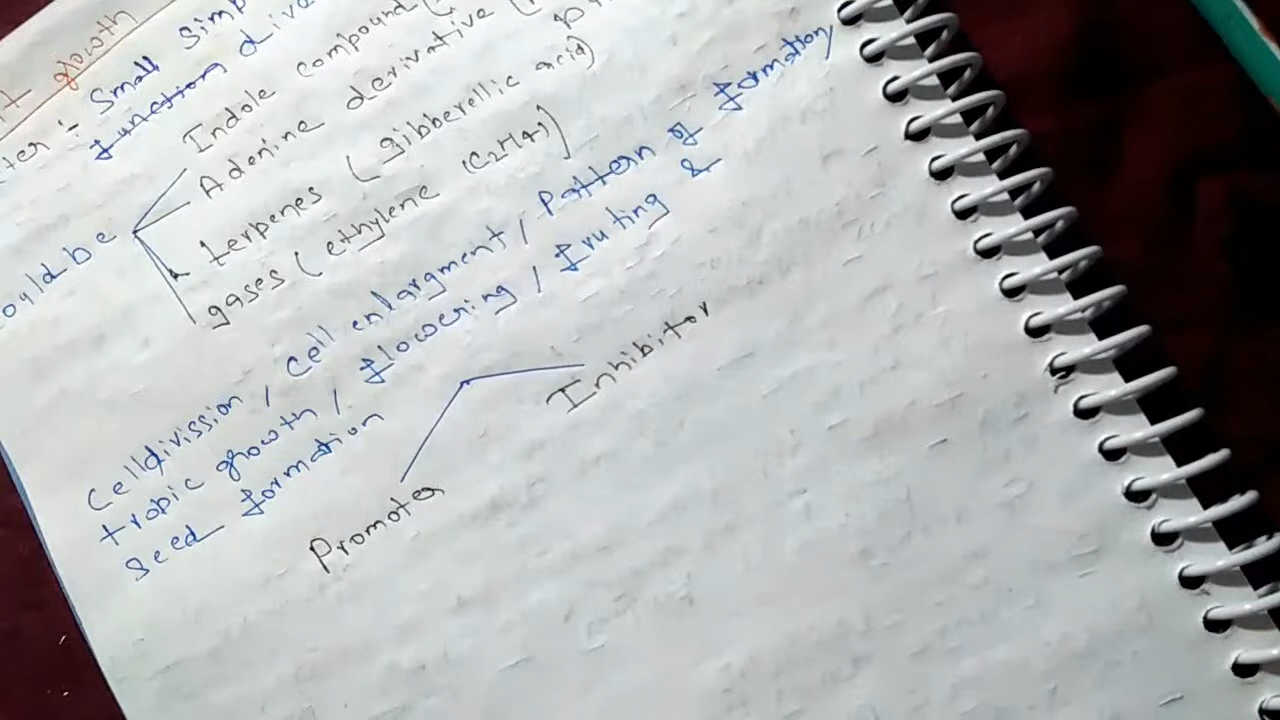 growth
Small Simp
function
Indole compound (
could be
Adenine derivative (
terpenes (gibberellic acid)
gases (ethylene (C2H4)]
Celldivission / Cell enlargment / Pattern of formation
tropic growth / flowering / fruting &
Seed formation
Inhibitor
Promoter